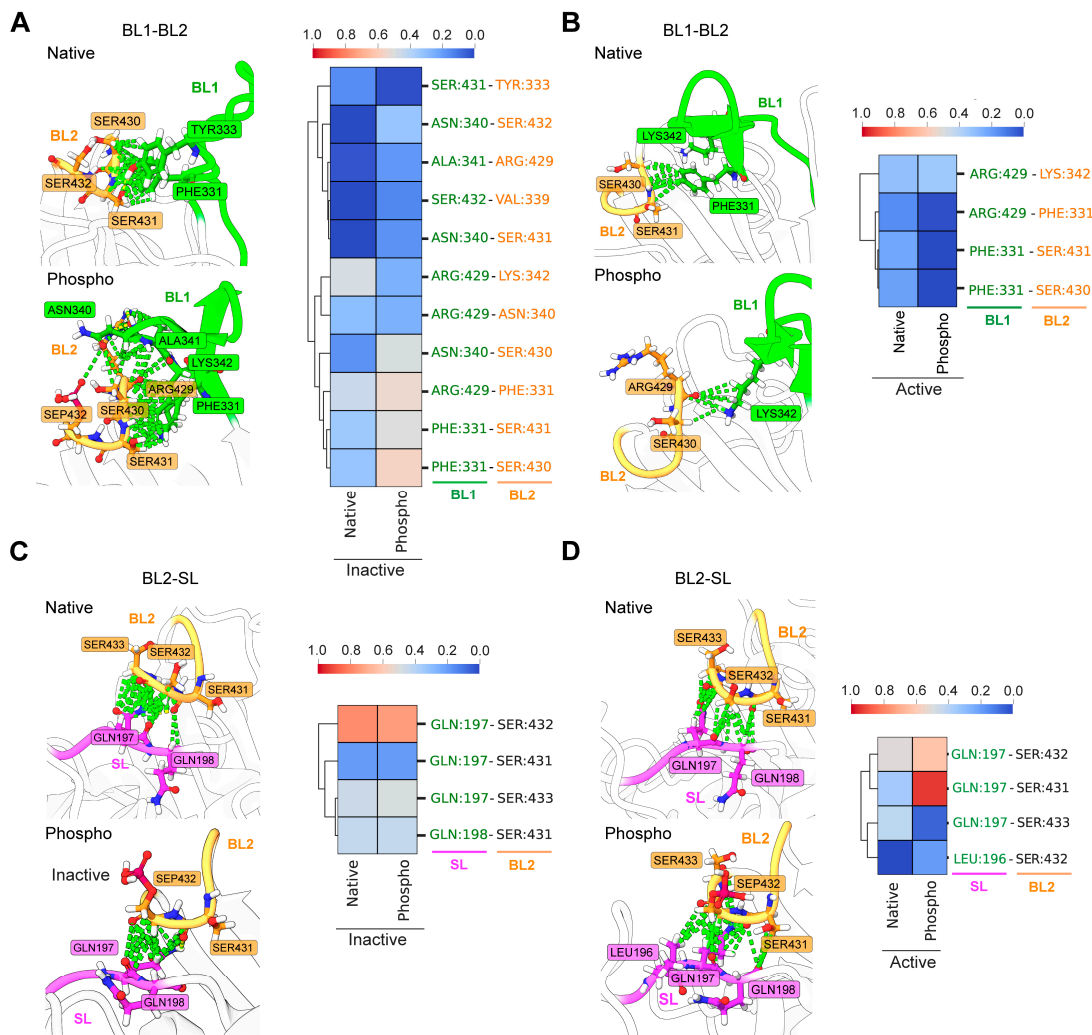 A
BL1-BL2
Native
BL1
SER430
BL2
TYR333
SER432
PHE331
SER431
Phospho
ASN340
BL1
BL2
ALA341
LYS342
ARG429
SEP432
SER430
PHE331
SER431
1.0 0.8 0.6 0.4 0.2 0.0
SER:431-TYR:333
ASN:340-SER:432
ALA:341-ARG:429
SER:432-VAL:339
ASN:340-SER:431
ARG:429-LYS:342
ARG:429-ASN:340
ASN:340-SER:430
ARG:429-PHE:331
PHE:331-SER:431
PHE:331-SER:430
BL1 BL2
Native Phospho
Inactive
B
BL1-BL2
Native
BL1
LYS342
SER430
PHE331
BL2
SER431
Phospho
BL1
ARG429
LYS342
SER430
BL2
1.0 0.8 0.6 0.4 0.2 0.0
ARG:429-LYS:342
ARG:429-PHE:331
PHE:331-SER:431
PHE:331-SER:430
BL1 BL2
Native Phospho
Active
C
BL2-SL
Native
BL2
SER433
SER432
SER431
GLN197
SL
GLN198
Phospho
BL2
Inactive
SEP432
SER431
GLN197
GLN198
SL
1.0 0.8 0.6 0.4 0.2 0.0
GLN:197-SER:432
GLN:197-SER:431
GLN:197-SER:433
GLN:198-SER:431
SL BL2
Native Phospho
Inactive
D
BL2-SL
Native
SER433
BL2
SER432
SER431
GLN197
GLN198
SL
Phospho
BL2
SER433
SEP432
SER431
LEU196
GLN197
GLN198
SL
1.0 0.8 0.6 0.4 0.2 0.0
GLN:197-SER:432
GLN:197-SER:431
GLN:197-SER:433
LEU:196-SER:432
SL BL2
Native Phospho
Active